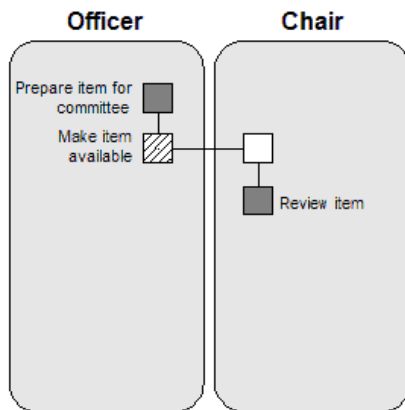 Officer
Chair
Prepare item for
committee
Make item
available
Review item